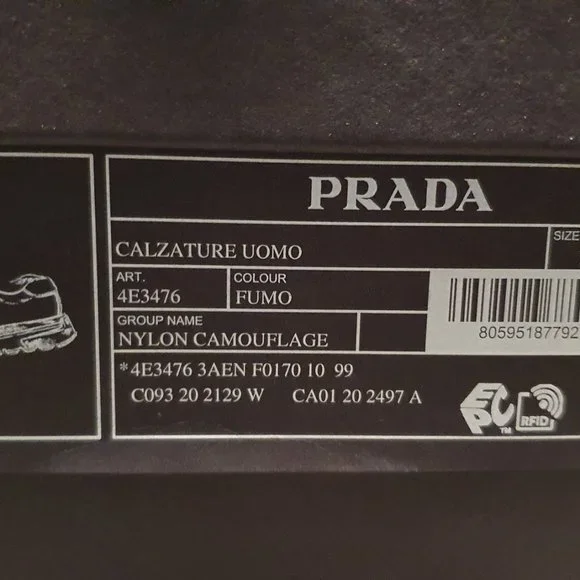 PRADA
CALZATURE UOMO
SIZE
ART.
COLOUR
4E3476
FUMO
GROUP NAME
NYLON CAMOUFLAGE
80595187792
*4E3476 3AEN F0170 10 99
C093 20 2129 W CA01 20 2497 A
EPC
TM
RFID